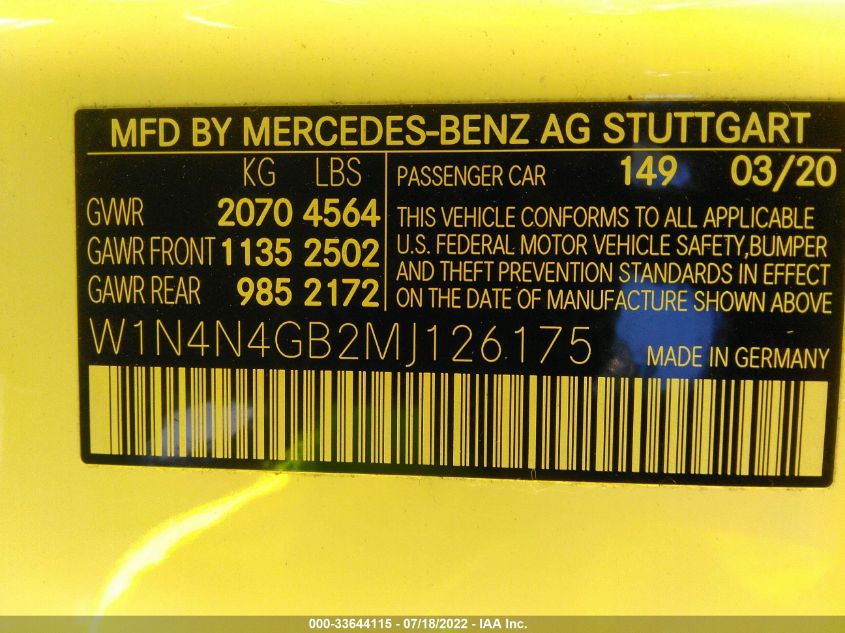 MFD BY MERCEDES-BENZ AG STUTTGART
KG LBS
GVWR 2070 4564
GAWR FRONT 1135 2502
GAWR REAR 985 2172
PASSENGER CAR 149 03/20
THIS VEHICLE CONFORMS TO ALL APPLICABLE
U.S. FEDERAL MOTOR VEHICLE SAFETY,BUMPER
AND THEFT PREVENTION STANDARDS IN EFFECT
ON THE DATE OF MANUFACTURE SHOWN ABOVE
W1N4N4GB2MJ126175
MADE IN GERMANY
000-33644115 - 07/18/2022 - IAA Inc.